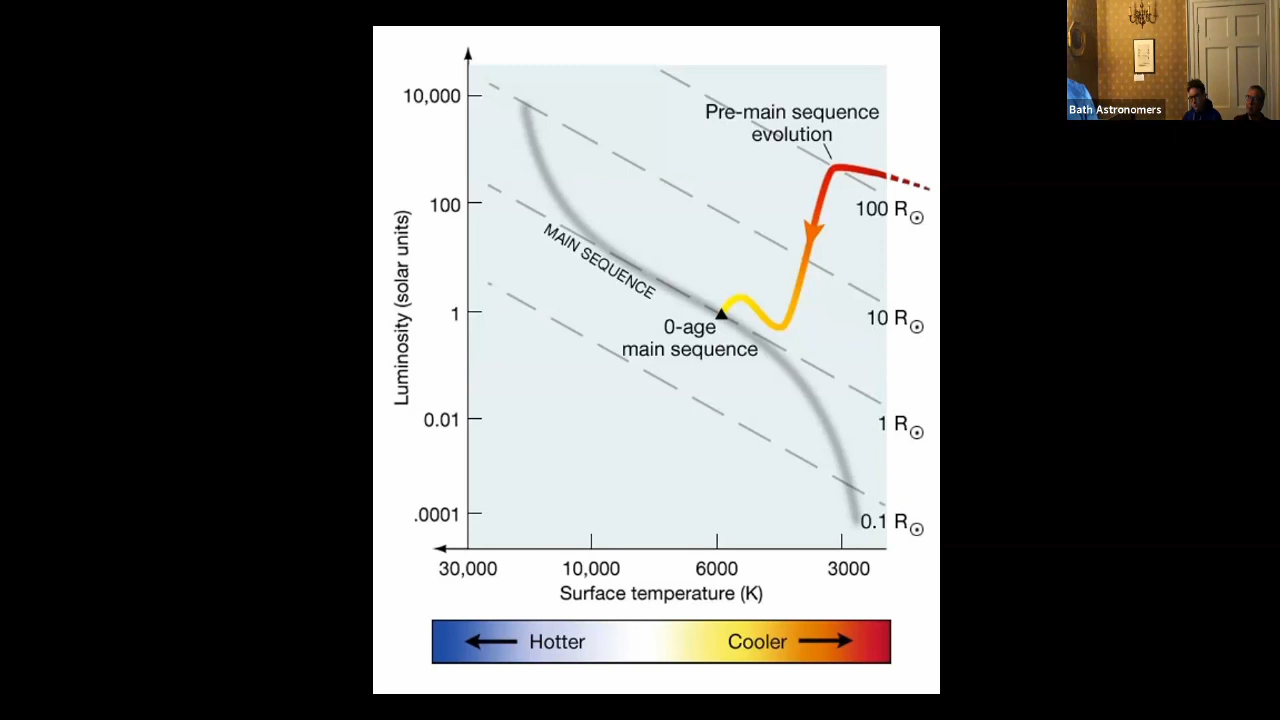 Bath Astronomers
10,000
100
1
0.01
.0001
Luminosity (solar units)
Pre-main sequence
evolution
100 R☉
MAIN SEQUENCE
10 R☉
0-age
main sequence
1 R☉
0.1 R☉
30,000 10,000 6000 3000
Surface temperature (K)
Hotter Cooler